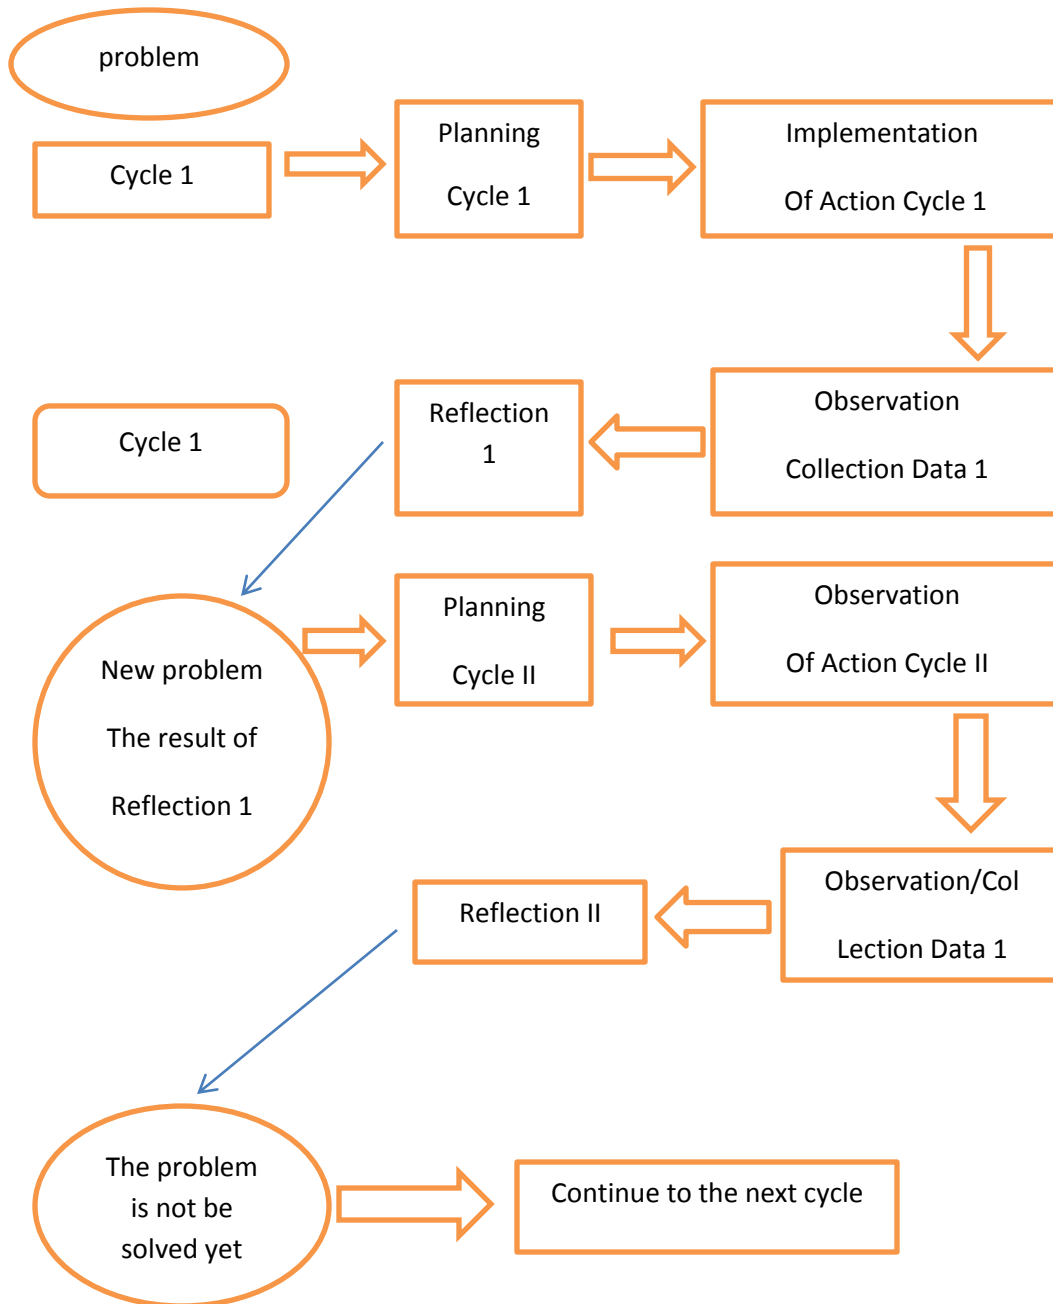 problem
Cycle 1
Planning
Cycle 1
Implementation
Of Action Cycle 1
Cycle 1
Reflection
1
Observation
Collection Data 1
New problem
The result of
Reflection 1
Planning
Cycle II
Observation
Of Action Cycle II
Reflection II
Observation/Col
Lection Data 1
The problem
is not be
solved yet
Continue to the next cycle